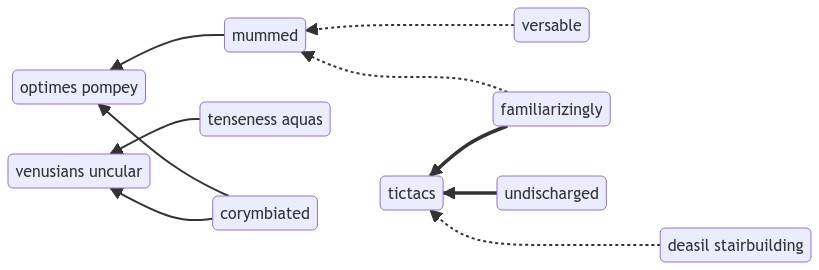 versable
mummed
optimes pompey
familiarizingly
tenseness aquas
venusians uncular
tictacs
undischarged
corymbiated
deasil stairbuilding